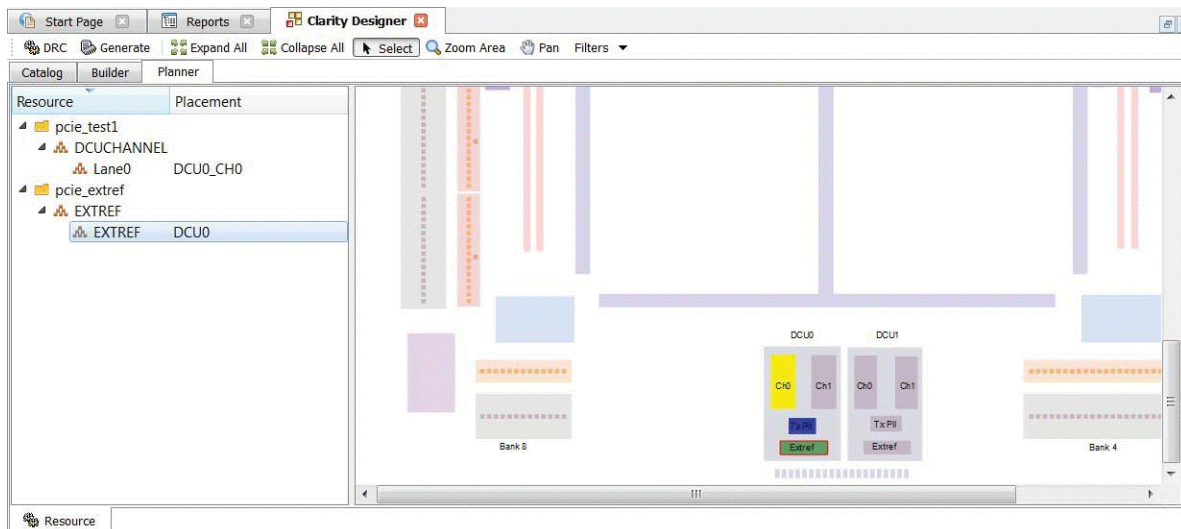 Start Page Reports Clarity Designer
DRC Generate Expand All Collapse All Select Zoom Area Pan Filters
Catalog Builder Planner
Resource Placement
pcie_test1
DCUCHANNEL
Lane0 DCU0_CH0
pcie_extref
EXTREF
EXTREF DCU0
DCU0 DCU1
Ch0 Ch1 Ch0 Ch1
Tx Pll Tx Pll
Extref Extref
Bank 8 Bank 4
Resource